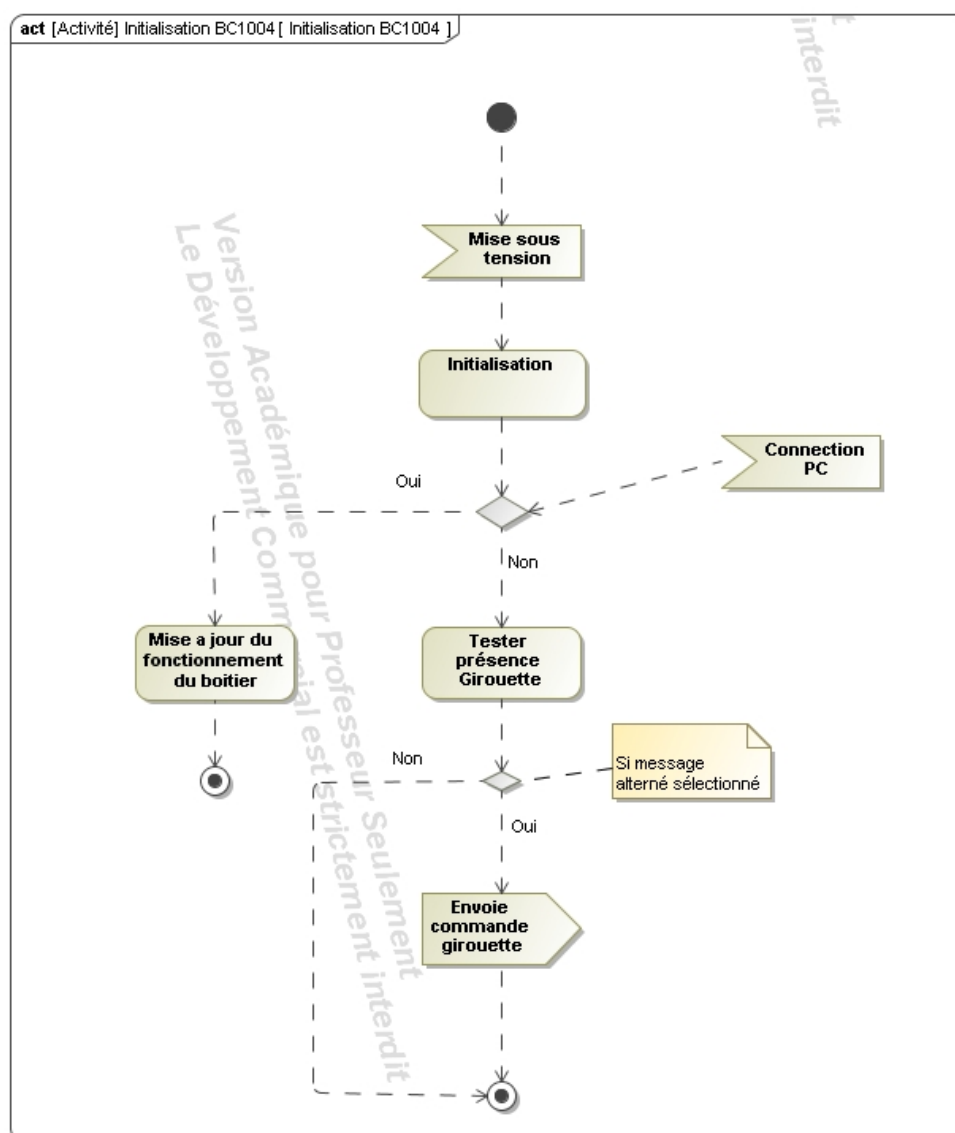 act [Activité] Initialisation BC1004 [ Initialisation BC1004 ]
interdit
Mise sous
tension
Version Académique pour Professeur Seulement
Le Développement Commercial est strictement interdit
Initialisation
Connection
PC
Oui
Non
Mise a jour du
fonctionnement
du boitier
Tester
présence
Girouette
Non
Si message
alterné sélectionné
Oui
Envoie
commande
girouette